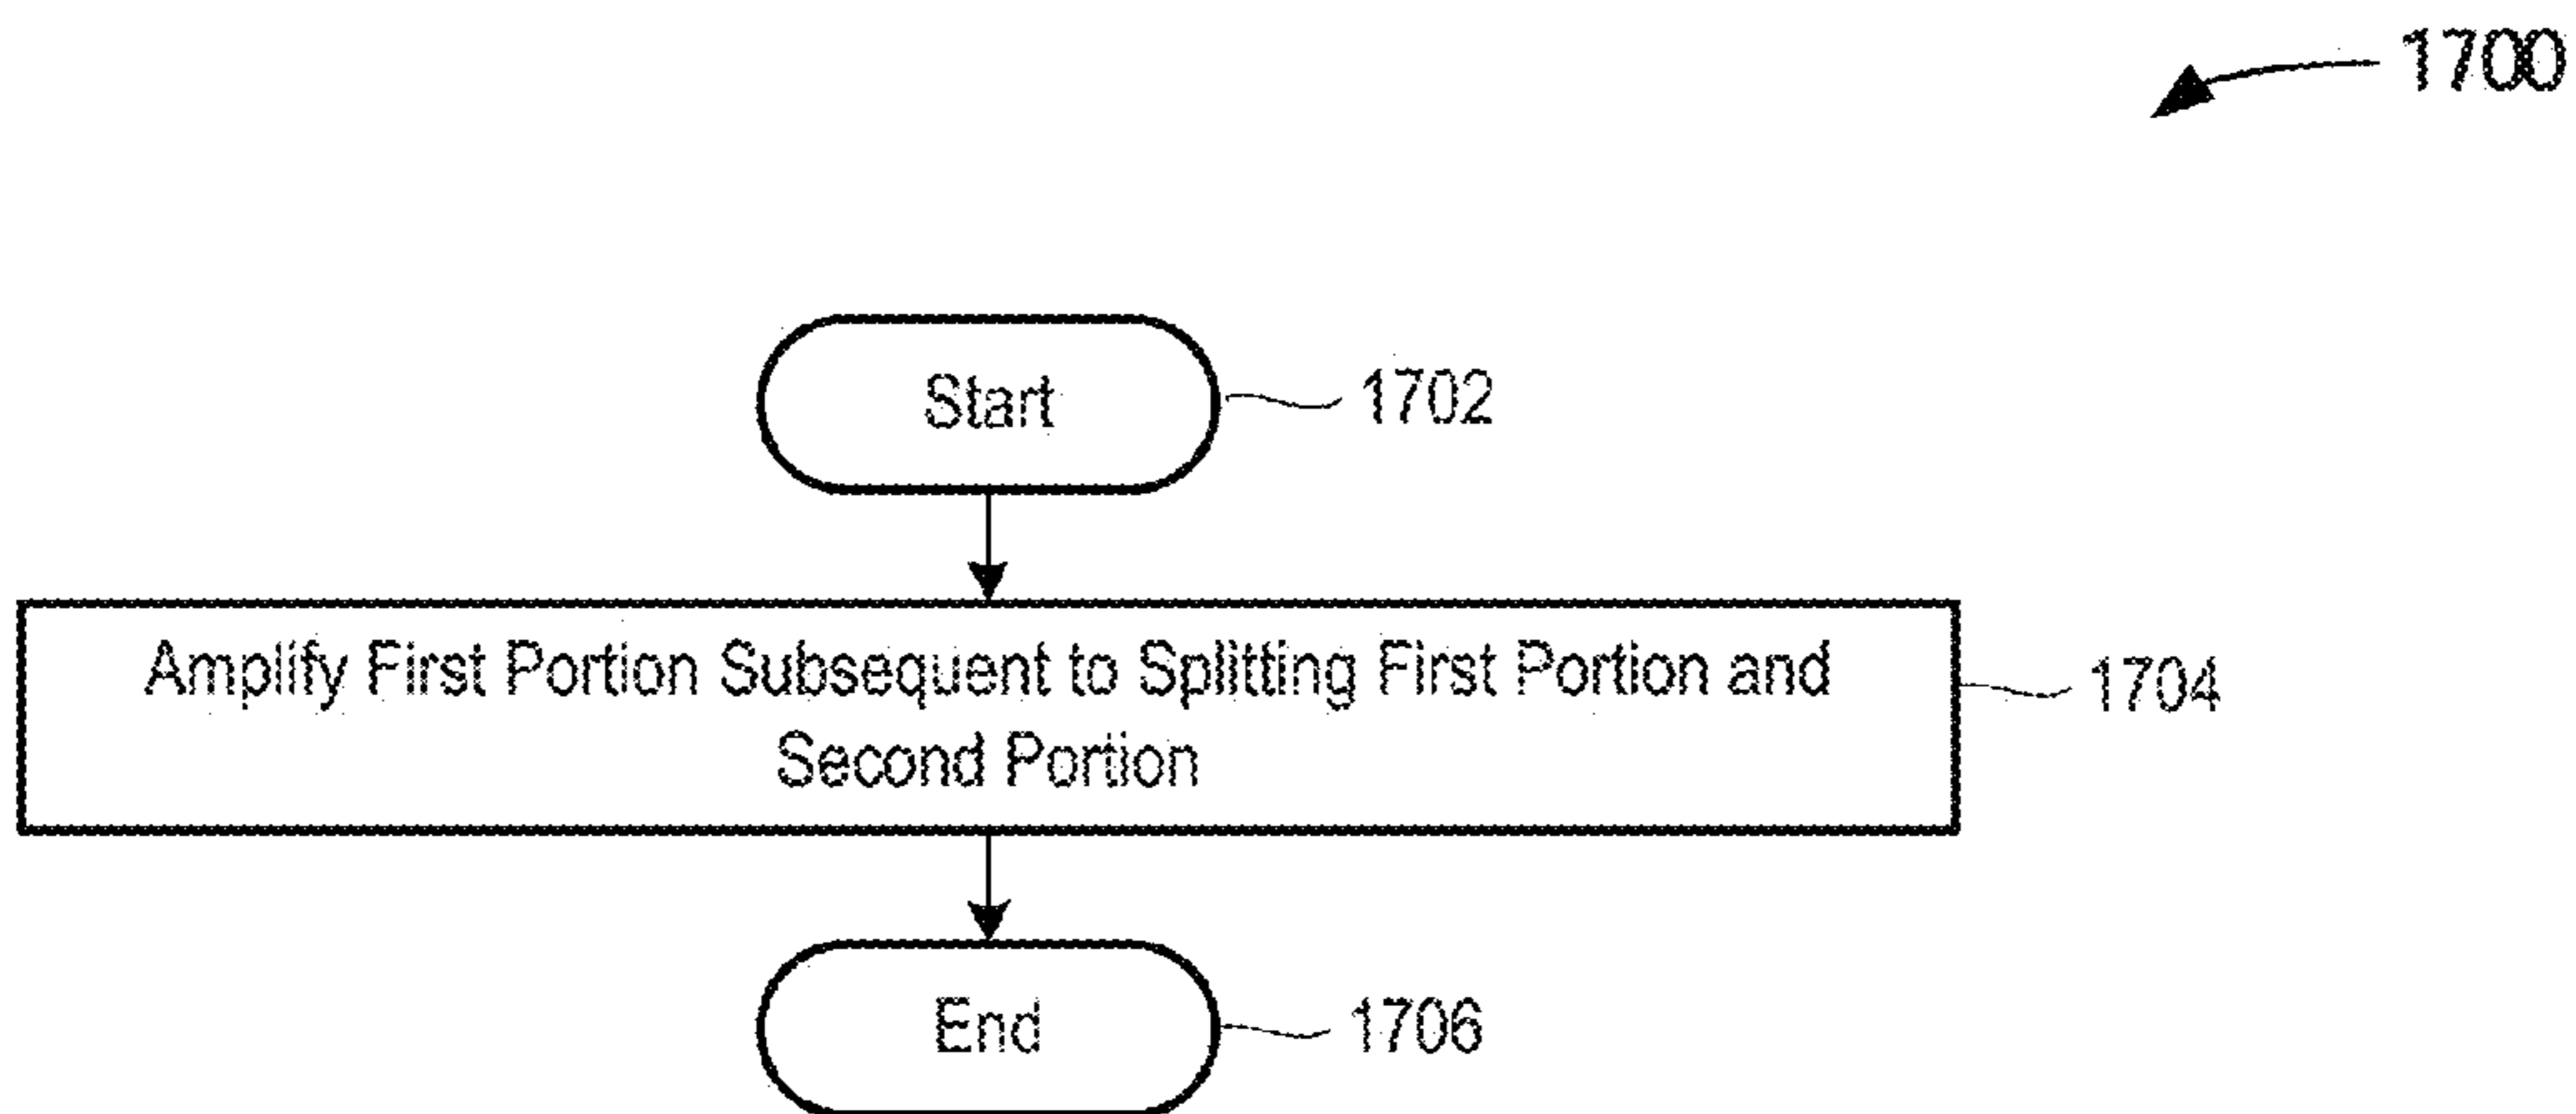 1700
Start
1702
Amplify First Portion Subsequent to Splitting First Portion and
Second Portion
1704
End
1706